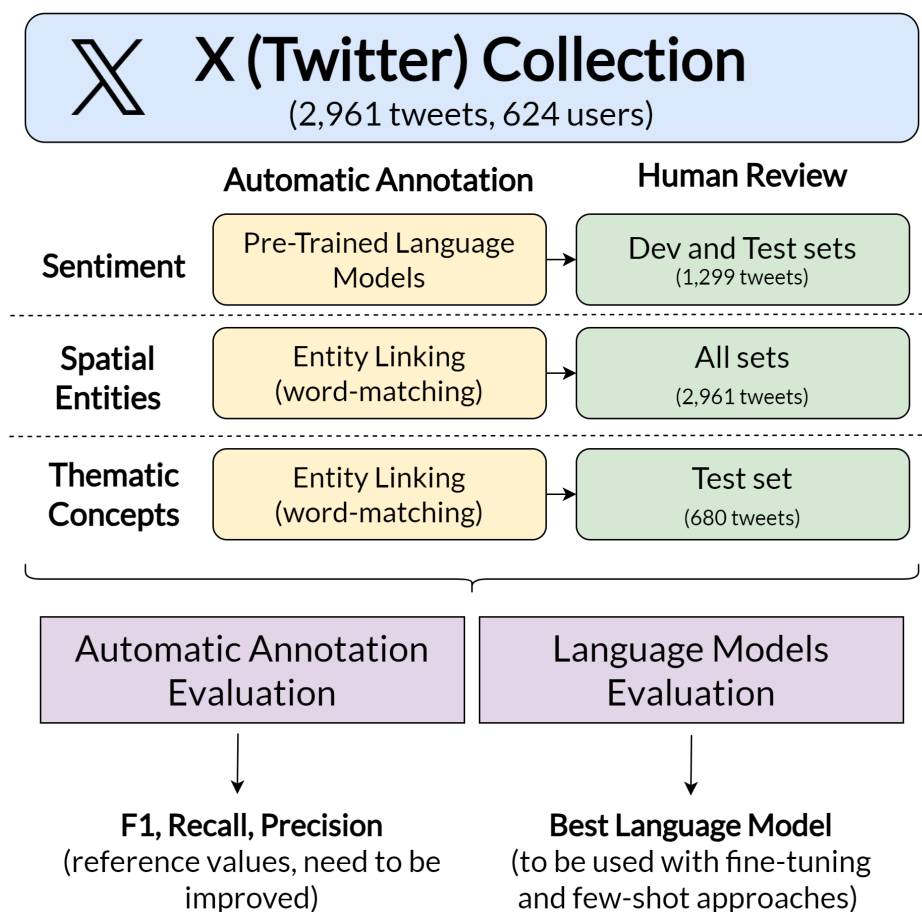 X (Twitter) Collection
(2,961 tweets, 624 users)
Automatic Annotation
Human Review
Sentiment
Pre-Trained Language
Models
Dev and Test sets
(1,299 tweets)
Spatial
Entities
Entity Linking
(word-matching)
All sets
(2,961 tweets)
Thematic
Concepts
Entity Linking
(word-matching)
Test set
(680 tweets)
Automatic Annotation
Evaluation
Language Models
Evaluation
F1, Recall, Precision
(reference values, need to be
improved)
Best Language Model
(to be used with fine-tuning
and few-shot approaches)